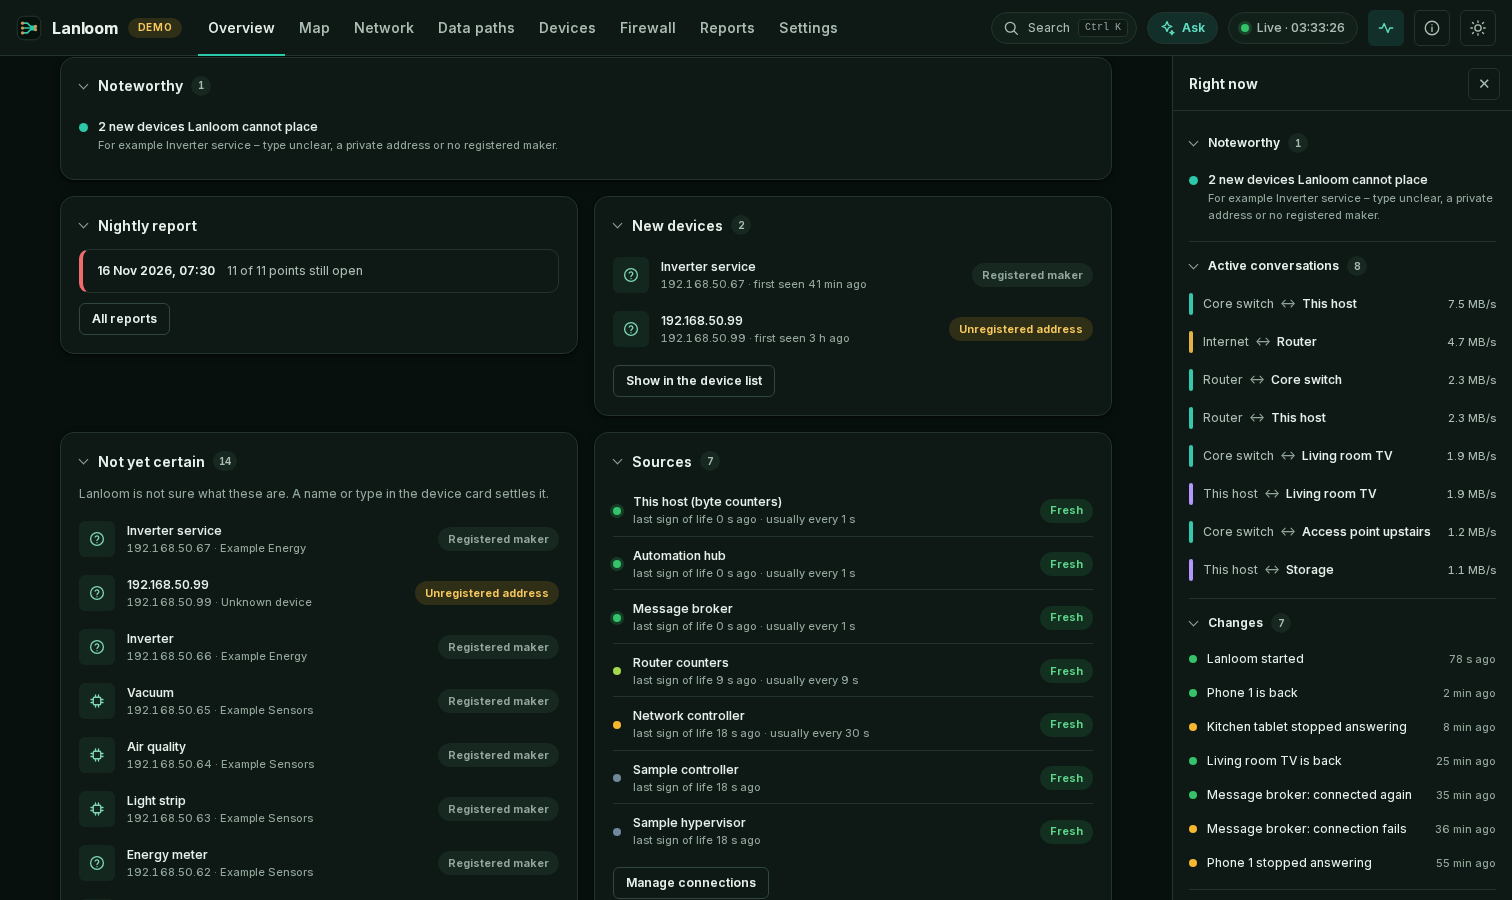 Lanloom
DEMO
Overview
Map
Network
Data paths
Devices
Firewall
Reports
Settings
Search Ctrl K
Ask
Live · 03:33:26
Noteworthy 1
2 new devices Lanloom cannot place
For example Inverter service – type unclear, a private address or no registered maker.
Nightly report
16 Nov 2026, 07:30 11 of 11 points still open
All reports
New devices 2
Inverter service
192.168.50.67 · first seen 41 min ago
Registered maker
192.168.50.99
192.168.50.99 · first seen 3 h ago
Unregistered address
Show in the device list
Not yet certain 14
Lanloom is not sure what these are. A name or type in the device card settles it.
Inverter service
192.168.50.67 · Example Energy
Registered maker
192.168.50.99
192.168.50.99 · Unknown device
Unregistered address
Inverter
192.168.50.66 · Example Energy
Registered maker
Vacuum
192.168.50.65 · Example Sensors
Registered maker
Air quality
192.168.50.64 · Example Sensors
Registered maker
Light strip
192.168.50.63 · Example Sensors
Registered maker
Energy meter
192.168.50.62 · Example Sensors
Registered maker
Sources 7
This host (byte counters)
last sign of life 0 s ago · usually every 1 s
Fresh
Automation hub
last sign of life 0 s ago · usually every 1 s
Fresh
Message broker
last sign of life 0 s ago · usually every 1 s
Fresh
Router counters
last sign of life 9 s ago · usually every 9 s
Fresh
Network controller
last sign of life 18 s ago · usually every 30 s
Fresh
Sample controller
last sign of life 18 s ago
Fresh
Sample hypervisor
last sign of life 18 s ago
Fresh
Manage connections
Right now
Noteworthy 1
2 new devices Lanloom cannot place
For example Inverter service – type unclear, a private
address or no registered maker.
Active conversations 8
Core switch ↔ This host 7.5 MB/s
Internet ↔ Router 4.7 MB/s
Router ↔ Core switch 2.3 MB/s
Router ↔ This host 2.3 MB/s
Core switch ↔ Living room TV 1.9 MB/s
This host ↔ Living room TV 1.9 MB/s
Core switch ↔ Access point upstairs 1.2 MB/s
This host ↔ Storage 1.1 MB/s
Changes 7
Lanloom started 78 s ago
Phone 1 is back 2 min ago
Kitchen tablet stopped answering 8 min ago
Living room TV is back 25 min ago
Message broker: connected again 35 min ago
Message broker: connection fails 36 min ago
Phone 1 stopped answering 55 min ago